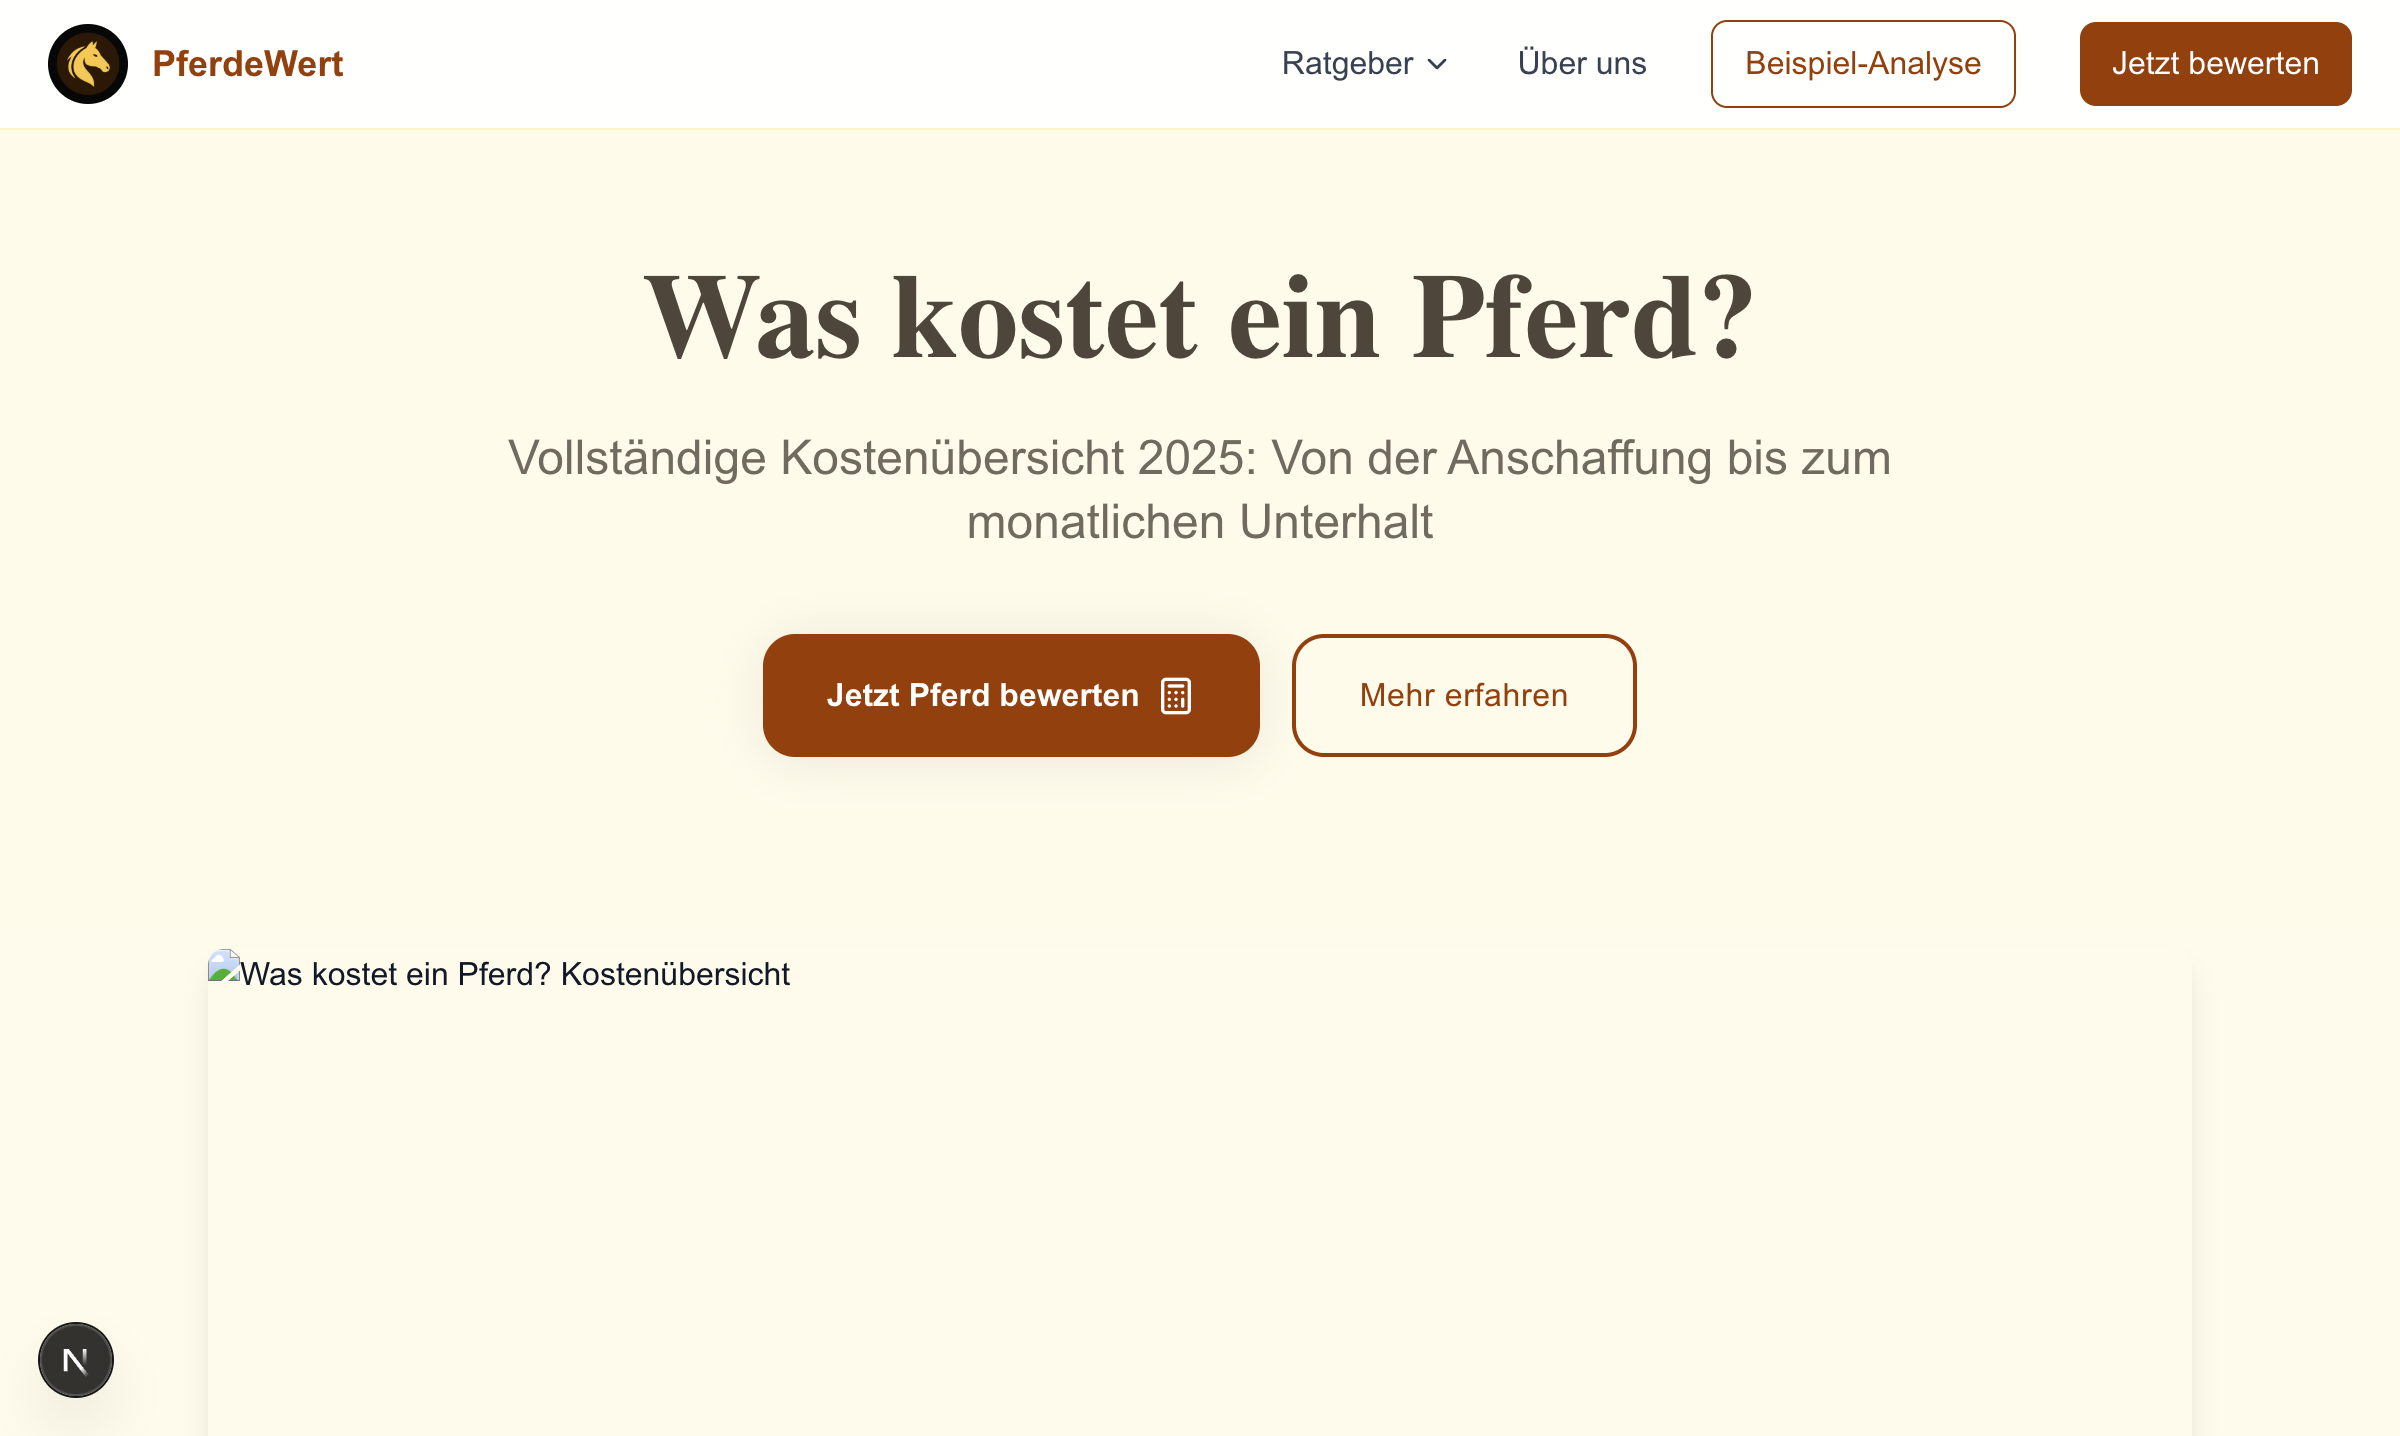 PferdeWert
Ratgeber
Über uns
Beispiel-Analyse
Jetzt bewerten
Was kostet ein Pferd?
Vollständige Kostenübersicht 2025: Von der Anschaffung bis zum
monatlichen Unterhalt
Jetzt Pferd bewerten
Mehr erfahren
Was kostet ein Pferd? Kostenübersicht
N